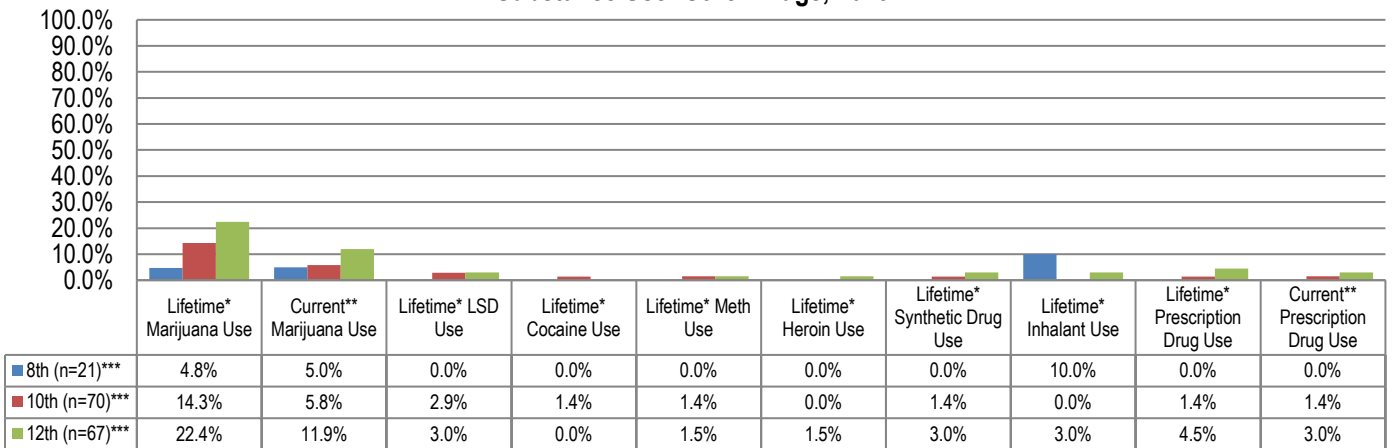 100.0%
90.0%
80.0%
70.0%
60.0%
50.0%
40.0%
30.0%
20.0%
10.0%
0.0%
Lifetime* Marijuana Use
Current** Marijuana Use
Lifetime* LSD Use
Lifetime* Cocaine Use
Lifetime* Meth Use
Lifetime* Heroin Use
Lifetime* Synthetic Drug Use
Lifetime* Inhalant Use
Lifetime* Prescription Drug Use
Current** Prescription Drug Use
8th (n=21)*** 4.8% 5.0% 0.0% 0.0% 0.0% 0.0% 0.0% 10.0% 0.0% 0.0%
10th (n=70)*** 14.3% 5.8% 2.9% 1.4% 1.4% 0.0% 1.4% 0.0% 1.4% 1.4%
12th (n=67)*** 22.4% 11.9% 3.0% 0.0% 1.5% 1.5% 3.0% 3.0% 4.5% 3.0%